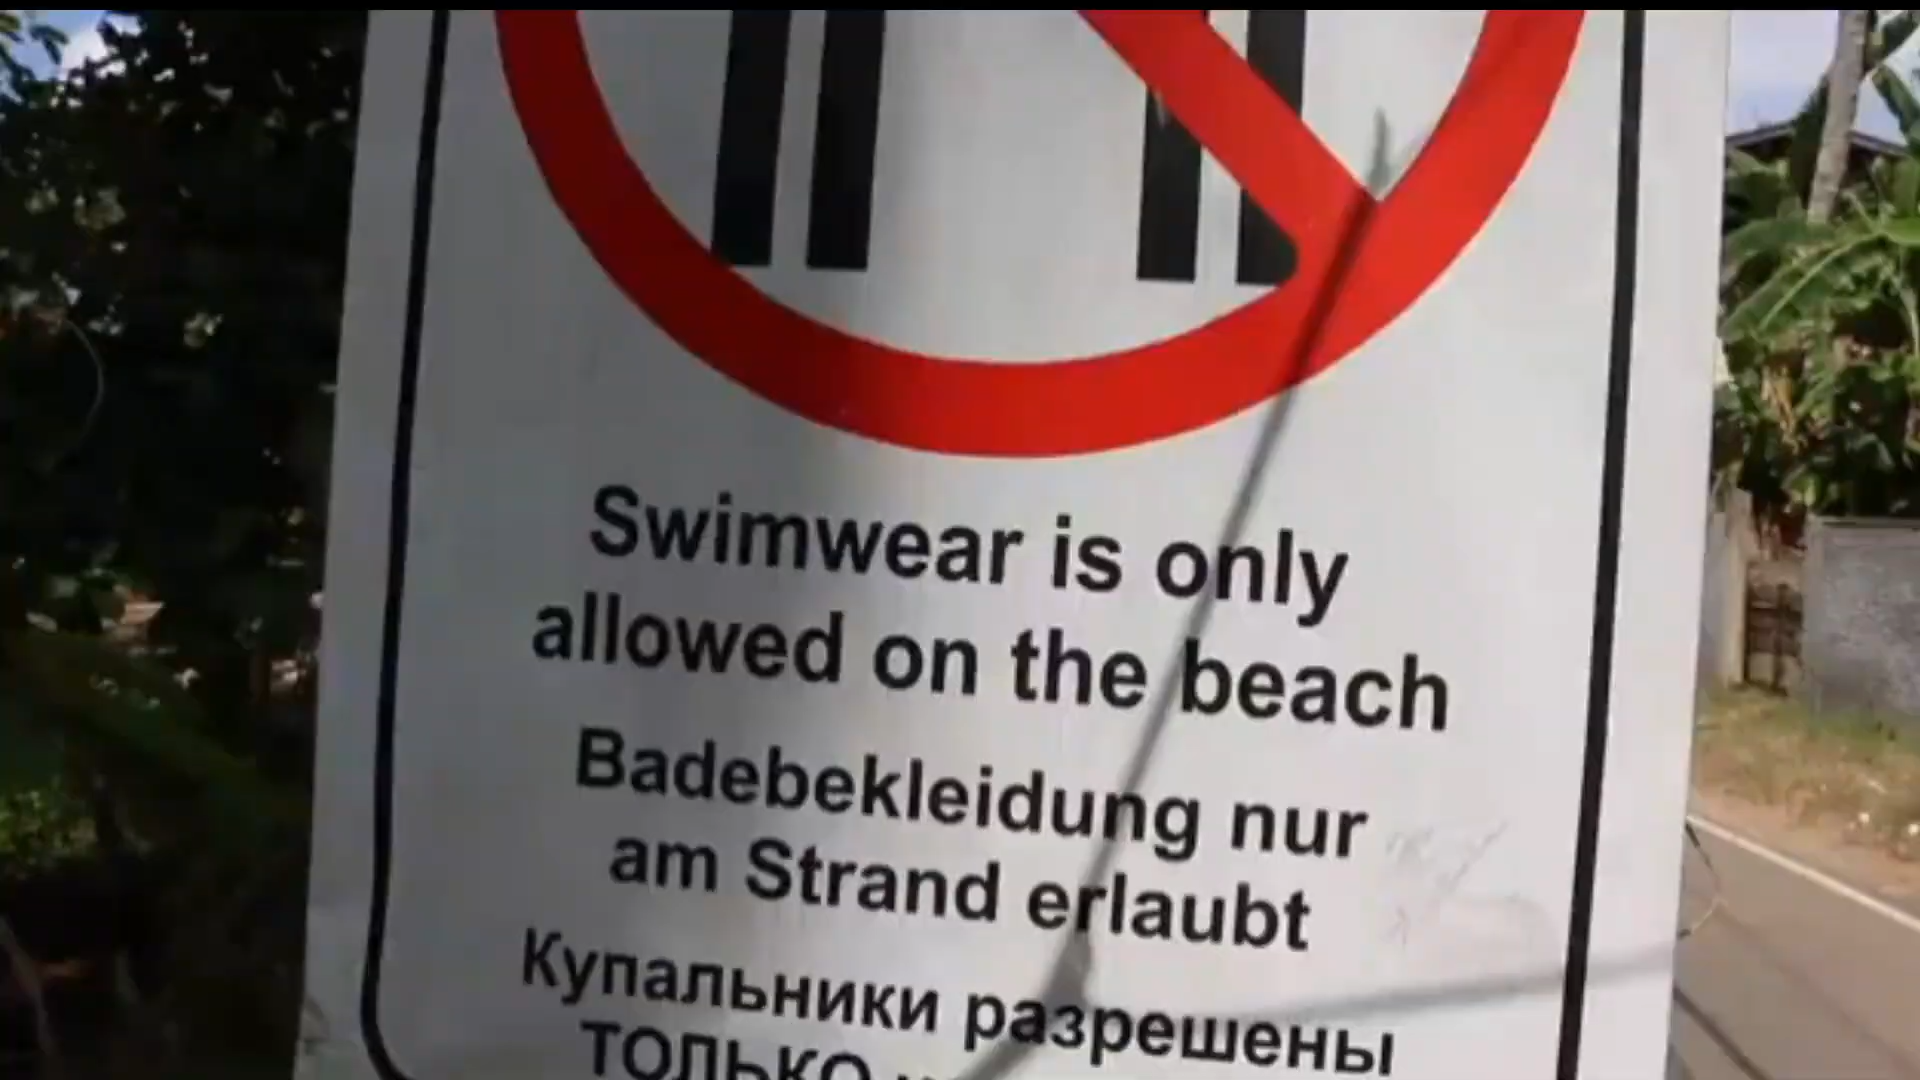 Swimwear is only
allowed on the beach
Badebekleidung nur
am Strand erlaubt
Купальники разрешены
ТОЛЬКО